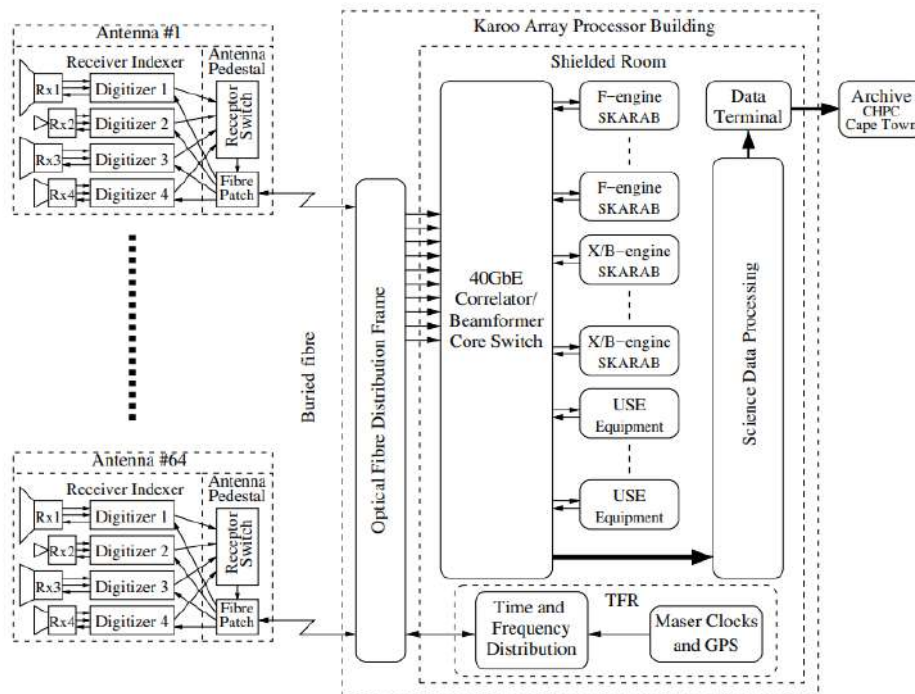 Antenna #1
Receiver Indexer
Antenna
Pedestal
Rx1
Digitizer 1
Rx2
Digitizer 2
Rx3
Digitizer 3
Rx4
Digitizer 4
Receptor
Switch
Fibre
Patch
Antenna #64
Receiver Indexer
Antenna
Pedestal
Rx1
Digitizer 1
Rx2
Digitizer 2
Rx3
Digitizer 3
Rx4
Digitizer 4
Receptor
Switch
Fibre
Patch
Buried fibre
Karoo Array Processor Building
Optical Fibre Distribution Frame
Shielded Room
40GbE
Correlator/
Beamformer
Core Switch
F-engine
SKARAB
F-engine
SKARAB
X/B-engine
SKARAB
X/B-engine
SKARAB
USE
Equipment
USE
Equipment
Data
Terminal
Science Data Processing
Archive
CHPC
Cape Town
TFR
Time and
Frequency
Distribution
Maser Clocks
and GPS